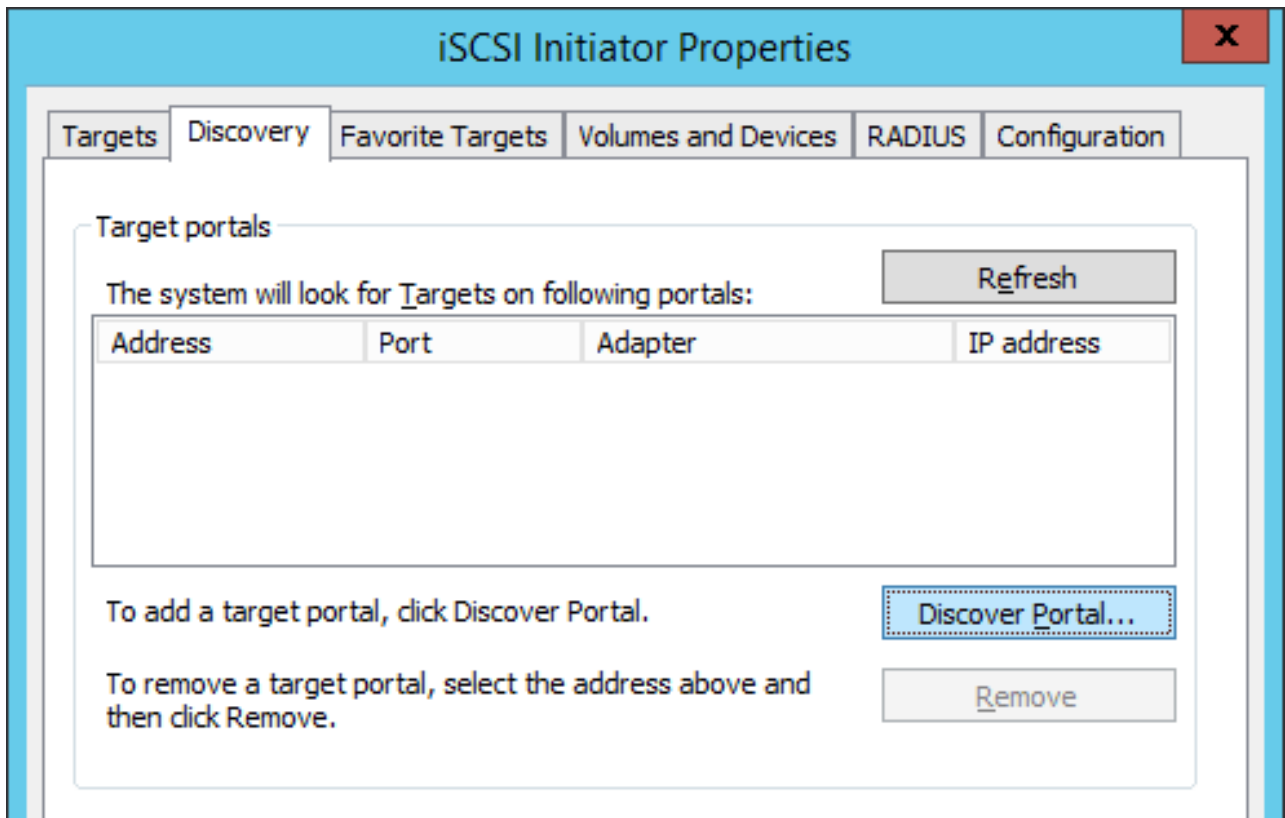 iSCSI Initiator Properties
x
Targets Discovery Favorite Targets Volumes and Devices RADIUS Configuration
Target portals
Refresh
The system will look for Targets on following portals:
Address Port Adapter IP address
To add a target portal, click Discover Portal.
Discover Portal...
To remove a target portal, select the address above and
then click Remove.
Remove